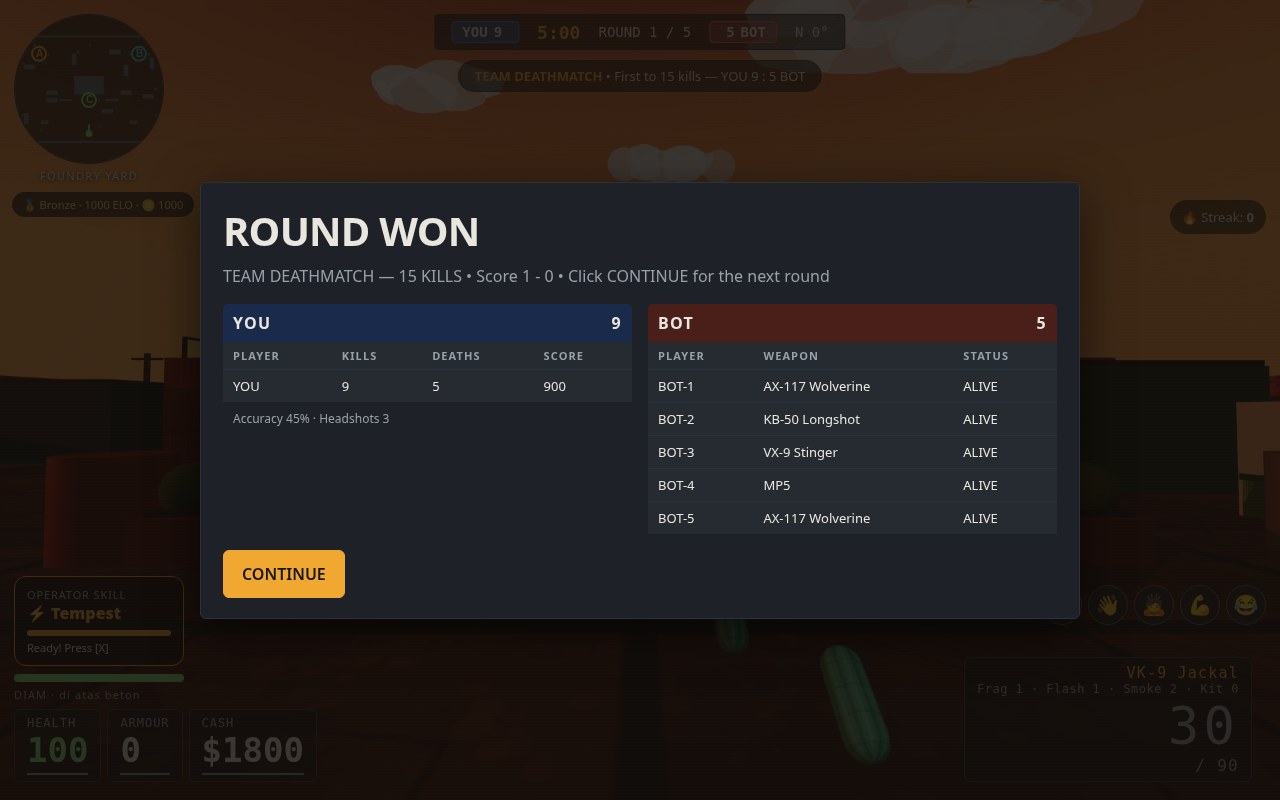 YOU 9 5:00 ROUND 1 / 5 5 BOT N 0°
TEAM DEATHMATCH • First to 15 kills — YOU 9 : 5 BOT
A
B
C
FOUNDRY YARD
Bronze · 1000 ELO · 1000
Streak: 0
ROUND WON
TEAM DEATHMATCH — 15 KILLS • Score 1 - 0 • Click CONTINUE for the next round
YOU 9
PLAYER KILLS DEATHS SCORE
YOU 9 5 900
Accuracy 45% · Headshots 3
BOT 5
PLAYER WEAPON STATUS
BOT-1 AX-117 Wolverine ALIVE
BOT-2 KB-50 Longshot ALIVE
BOT-3 VX-9 Stinger ALIVE
BOT-4 MP5 ALIVE
BOT-5 AX-117 Wolverine ALIVE
CONTINUE
OPERATOR SKILL
⚡ Tempest
Ready! Press [X]
DIAM · di atas beton
HEALTH
100
ARMOUR
0
CASH
$1800
VK-9 Jackal
Frag 1 · Flash 1 · Smoke 2 · Kit 0
30
/ 90